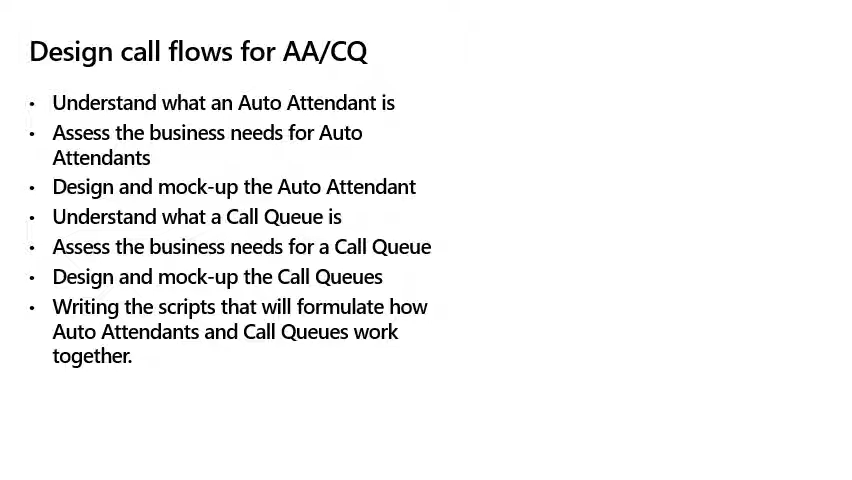 Design call flows for AA/CQ
• Understand what an Auto Attendant is
• Assess the business needs for Auto
Attendants
• Design and mock-up the Auto Attendant
• Understand what a Call Queue is
• Assess the business needs for a Call Queue
• Design and mock-up the Call Queues
• Writing the scripts that will formulate how
Auto Attendants and Call Queues work
together.